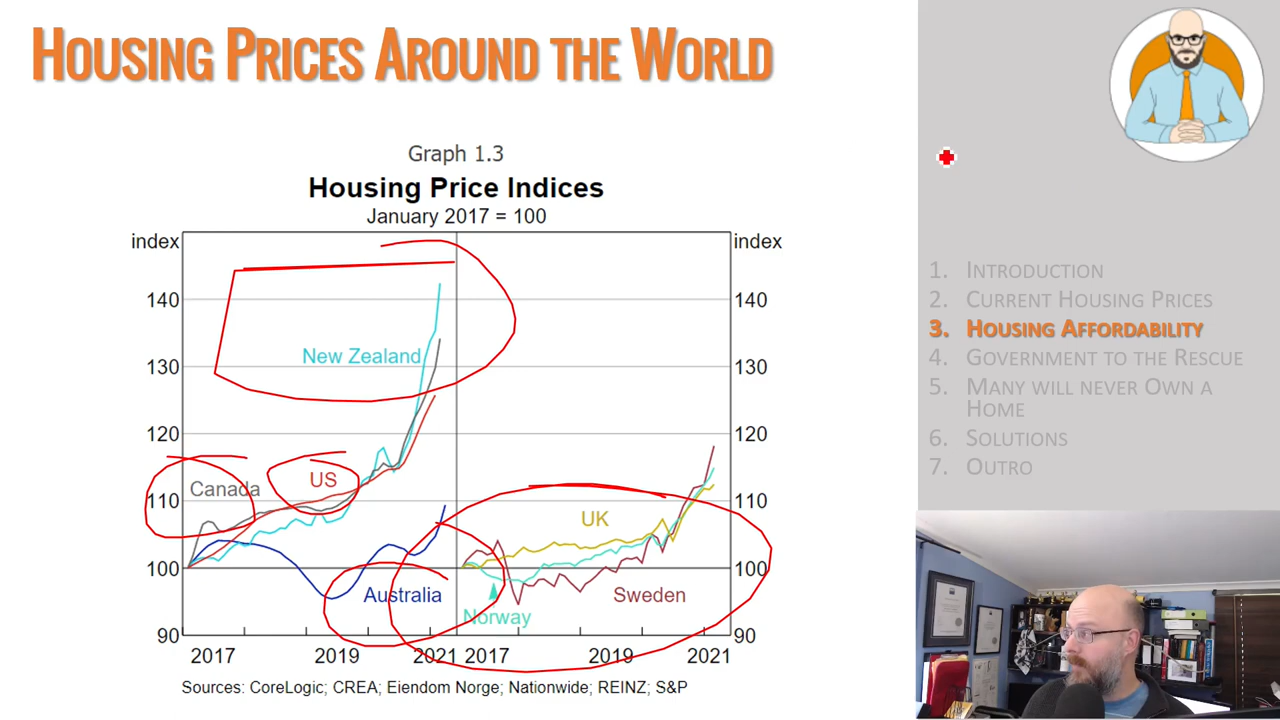 HOUSING PRICES AROUND THE WORLD
Graph 1.3
Housing Price Indices
January 2017 = 100
index
index
140
140
130
130
New Zealand
120
120
Canada
US
110
110
UK
100
100
Australia
Sweden
Norway
90
90
2017
2019
2021
2017
2019
2021
Sources: CoreLogic; CREA; Eiendom Norge; Nationwide; REINZ; S&P
1. INTRODUCTION
2. CURRENT HOUSING PRICES
3. HOUSING AFFORDABILITY
4. GOVERNMENT TO THE RESCUE
5. MANY WILL NEVER OWN A
HOME
6. SOLUTIONS
7. OUTRO